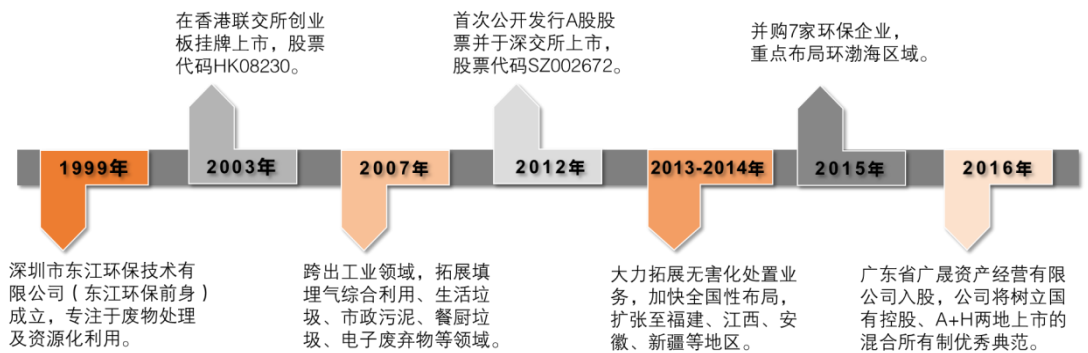 在香港联交所创业
板挂牌上市，股票
代码HK08230。
首次公开发行A股股
票并于深交所上市，
股票代码SZ002672。
并购7家环保企业，
重点布局环渤海区域。
1999年
2003年
2007年
2012年
2013-2014年
2015年
2016年
深圳市东江环保技术有
限公司（东江环保前身）
成立，专注于废物处理
及资源化利用。
跨出工业领域，拓展填
埋气综合利用、生活垃
圾、市政污泥、餐厨垃
圾、电子废弃物等领域。
大力拓展无害化处置业
务，加快全国性布局，
扩张至福建、江西、安
徽、新疆等地区。
广东省广晟资产经营有限
公司入股，公司将树立国
有控股、A+H两地上市的
混合所有制优秀典范。